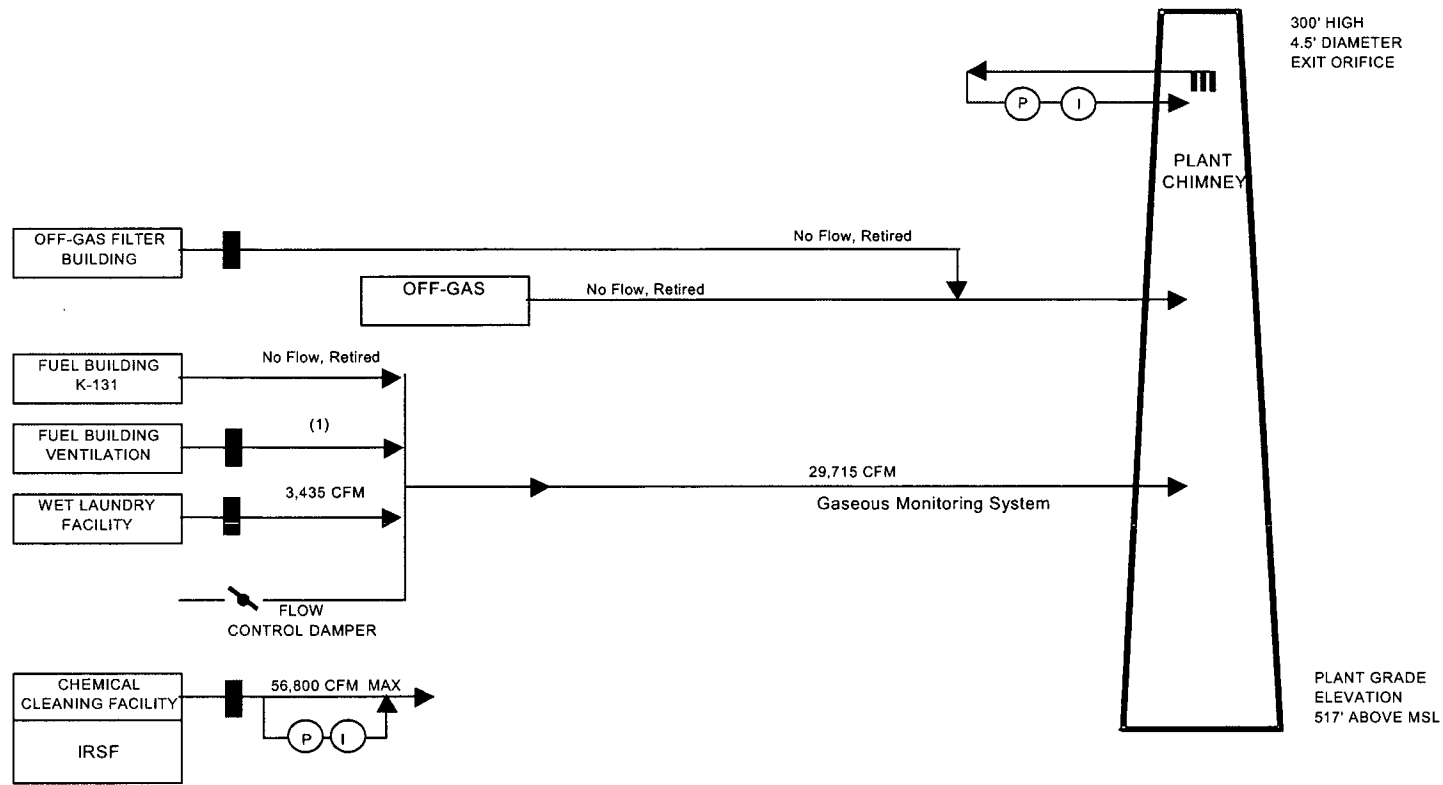 300' HIGH
4.5' DIAMETER
EXIT ORIFICE
P
I
PLANT
CHIMNEY
OFF-GAS FILTER
BUILDING
No Flow, Retired
OFF-GAS
No Flow, Retired
FUEL BUILDING
K-131
No Flow, Retired
FUEL BUILDING
VENTILATION
(1)
WET LAUNDRY
FACILITY
3,435 CFM
29,715 CFM
Gaseous Monitoring System
FLOW
CONTROL DAMPER
CHEMICAL
CLEANING FACILITY
IRSF
56,800 CFM MAX
P
I
PLANT GRADE
ELEVATION
517' ABOVE MSL